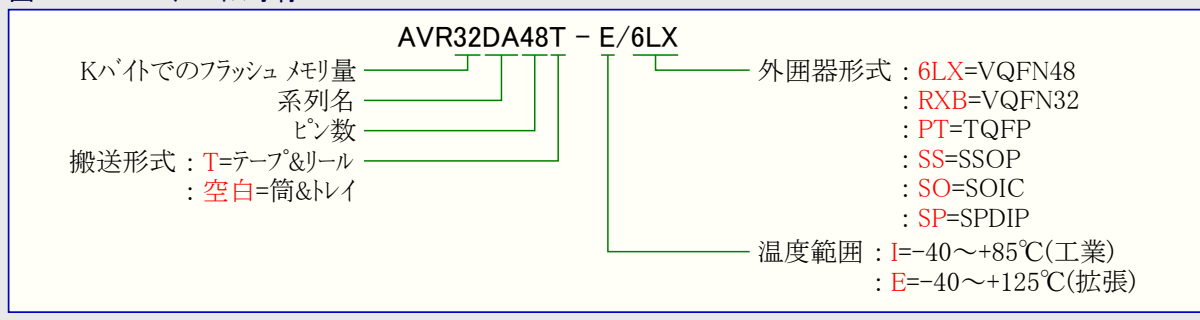 AVR32DA48T - E/6LX
Kバイトでのフラッシュ メモリ量
系列名
ピン数
搬送形式 : T=テープ&リール
: 空白=筒&トレイ
外囲器形式 : 6LX=VQFN48
: RXB=VQFN32
: PT=TQFP
: SS=SSOP
: SO=SOIC
: SP=SPDIP
温度範囲 : I=-40～+85℃(工業)
: E=-40～+125℃(拡張)